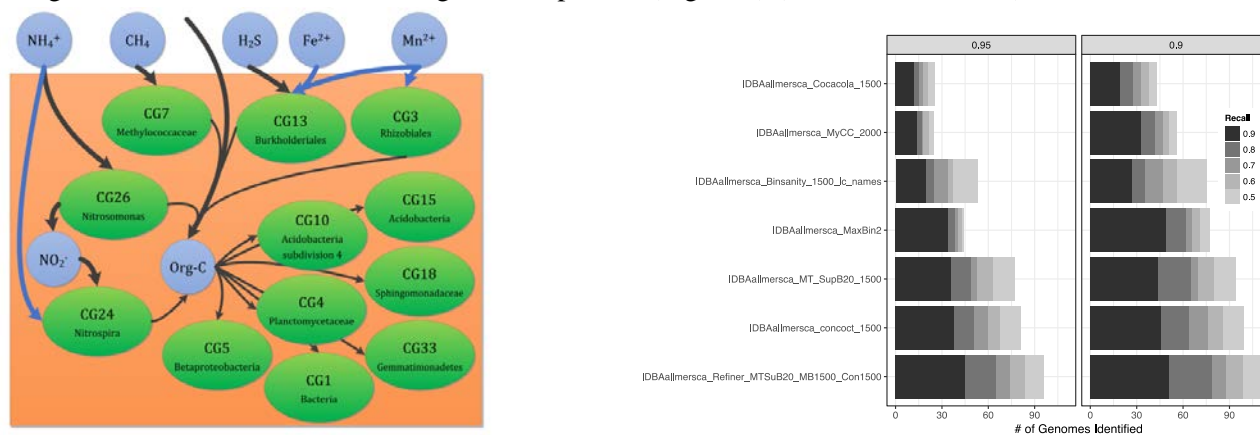 NH₄⁺
CH₄
H₂S
Fe²⁺
Mn²⁺
CG7
Methylococcaceae
CG13
Burkholderiales
CG3
Rhizobiales
CG26
Nitrosomonas
CG10
Acidobacteria
subdivision 4
CG15
Acidobacteria
NO₂⁻
Org-C
CG18
Sphingomonadaceae
CG24
Nitrospira
CG4
Planctomycetaceae
CG5
Betaproteobacteria
CG33
Gemmatimonadetes
CG1
Bacteria
0.95
0.9
IDBAallmersca_Cocacola_1500
IDBAallmersca_MyCC_2000
IDBAallmersca_Binsanity_1500_lc_names
IDBAallmersca_MaxBin2
IDBAallmersca_MT_SupB20_1500
IDBAallmersca_concoct_1500
IDBAallmersca_Refiner_MTSuB20_MB1500_Con1500
Recall
0.9
0.8
0.7
0.6
0.5
0 30 60 90 0 30 60 90
# of Genomes Identified